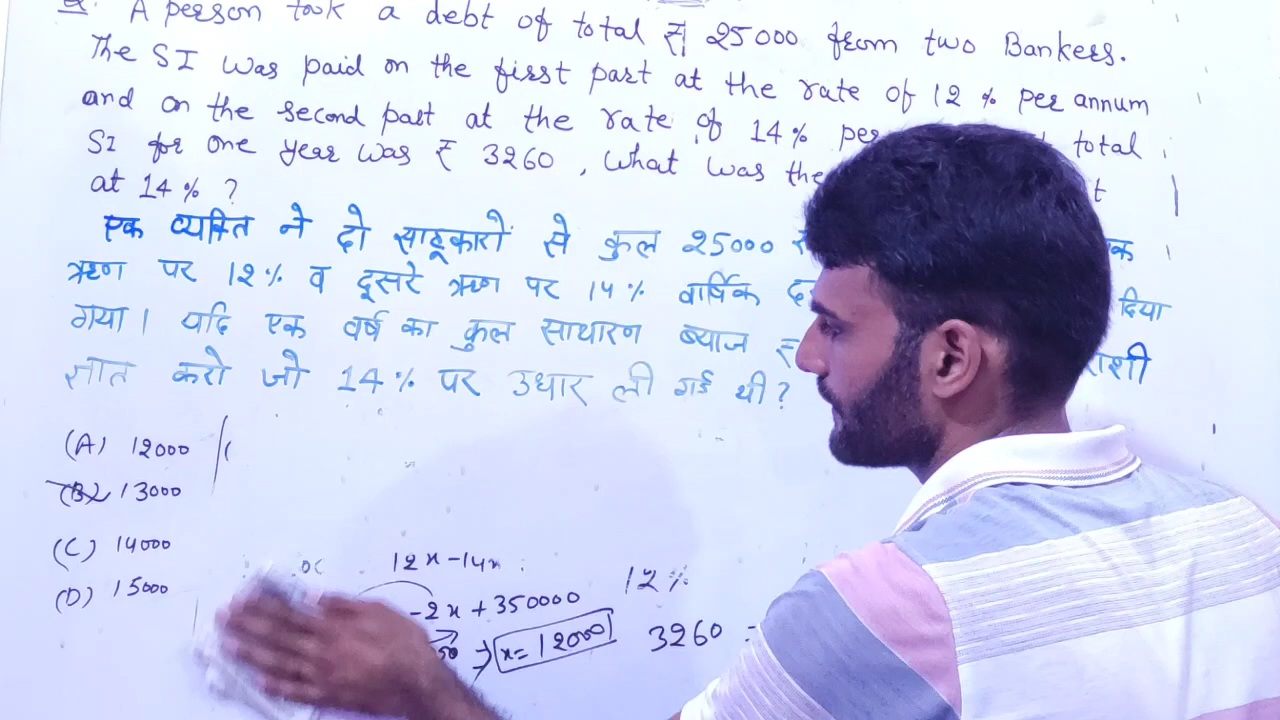 Q. A person took a debt of total ₹ 25000 from two Bankers.
The SI was paid on the first part at the rate of 12 % per annum
and on the second part at the rate of 14% per total
SI for one year was ₹ 3260 , What was the t
at 14% ?
एक व्यक्ति ने दो साहूकारों से कुल 25000
ऋण पर 12% व दूसरे ऋण पर 14% वार्षिक दिया
गया। यदि एक वर्ष का कुल साधारण ब्याज ₹ राशी
ज्ञात करो जो 14% पर उधार ली गई थी?
(A) 12000
(B) 13000
(C) 14000
(D) 15000
12x-14x
-2x + 350000
x= 12000
12%
3260 =